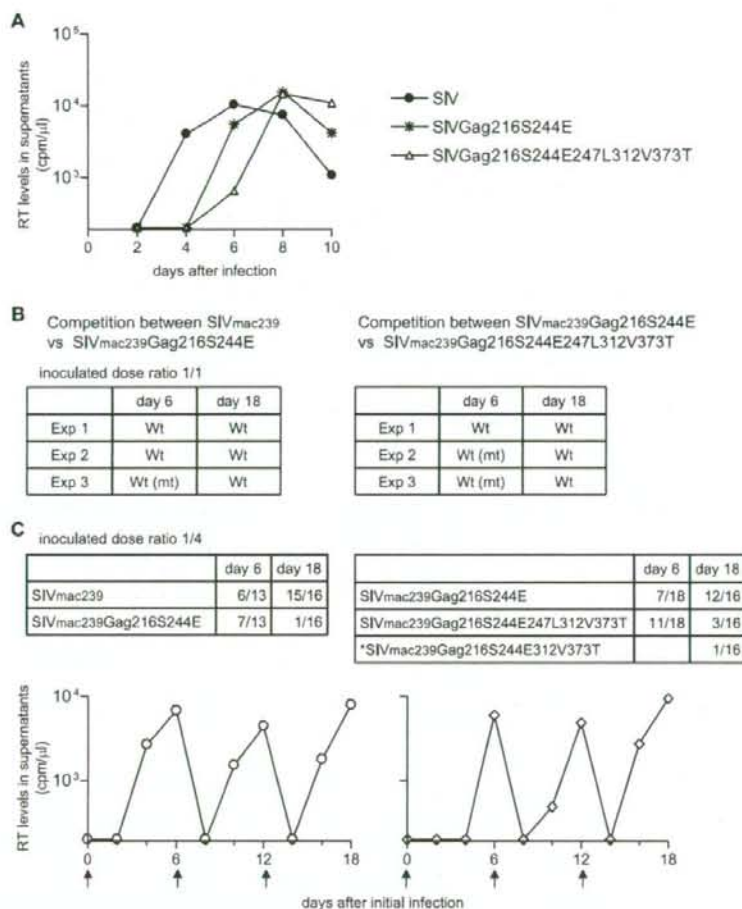 A
RT levels in supernatants
(cpm/μl)
10⁵
10⁴
10³
0 2 4 6 8 10
days after infection
SIV
SIVGag216S244E
SIVGag216S244E247L312V373T
B
Competition between SIVmac239
vs SIVmac239Gag216S244E
inoculated dose ratio 1/1
day 6 day 18
Exp 1 Wt Wt
Exp 2 Wt Wt
Exp 3 Wt (mt) Wt
Competition between SIVmac239Gag216S244E
vs SIVmac239Gag216S244E247L312V373T
day 6 day 18
Exp 1 Wt Wt
Exp 2 Wt (mt) Wt
Exp 3 Wt (mt) Wt
C
inoculated dose ratio 1/4
day 6 day 18
SIVmac239 6/13 15/16
SIVmac239Gag216S244E 7/13 1/16
day 6 day 18
SIVmac239Gag216S244E 7/18 12/16
SIVmac239Gag216S244E247L312V373T 11/18 3/16
*SIVmac239Gag216S244E312V373T 1/16
RT levels in supernatants
(cpm/μl)
10⁴
10³
0 6 12 18
0 6 12 18
days after initial infection